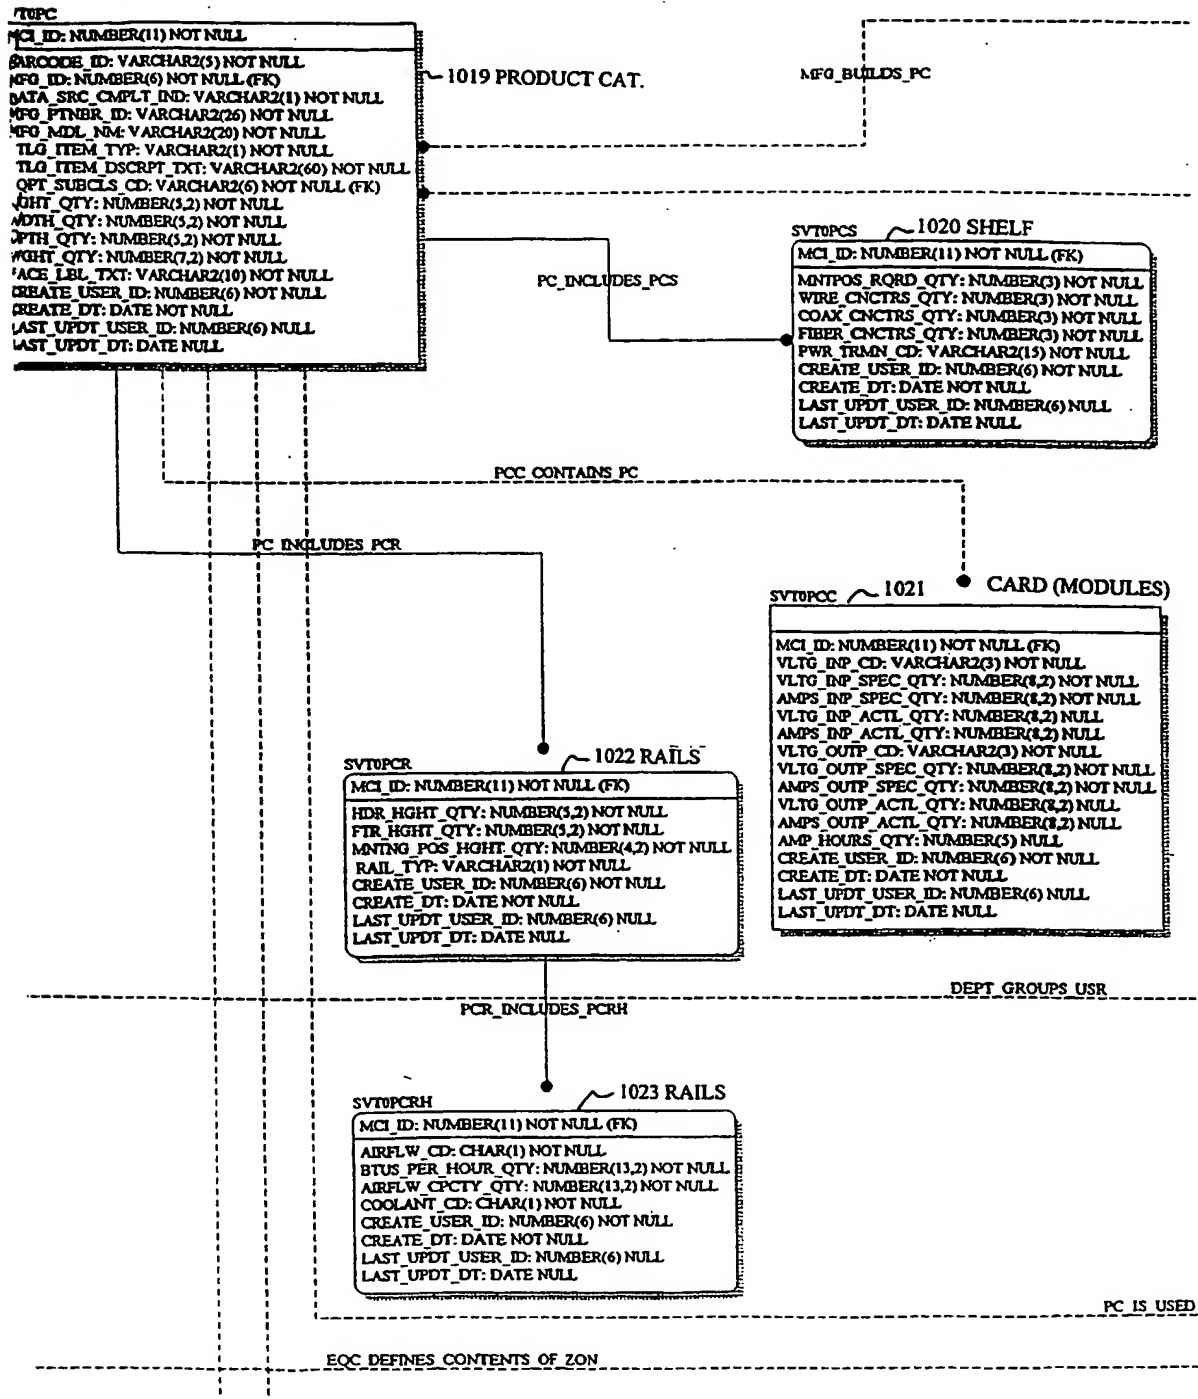 T0PC
MCI_ID: NUMBER(11) NOT NULL
BARCODE_ID: VARCHAR2(5) NOT NULL
MFG_ID: NUMBER(6) NOT NULL (FK)
DATA_SRC_CMPLT_IND: VARCHAR2(1) NOT NULL
MFG_PTNBR_ID: VARCHAR2(26) NOT NULL
MFG_MDL_NM: VARCHAR2(20) NOT NULL
TLG_ITEM_TYP: VARCHAR2(1) NOT NULL
TLG_ITEM_DSCRPT_TXT: VARCHAR2(60) NOT NULL
QPT_SUBCLS_CD: VARCHAR2(6) NOT NULL (FK)
GHT_QTY: NUMBER(5,2) NOT NULL
WDTH_QTY: NUMBER(5,2) NOT NULL
DPTH_QTY: NUMBER(5,2) NOT NULL
WGHT_QTY: NUMBER(7,2) NOT NULL
FACE_LBL_TXT: VARCHAR2(10) NOT NULL
CREATE_USER_ID: NUMBER(6) NOT NULL
CREATE_DT: DATE NOT NULL
LAST_UPDT_USER_ID: NUMBER(6) NULL
LAST_UPDT_DT: DATE NULL
1019 PRODUCT CAT.
MFG_BUILDS_PC
PC_INCLUDES_PCS
SVT0PCS
1020 SHELF
MCI_ID: NUMBER(11) NOT NULL (FK)
MNTPOS_RQRD_QTY: NUMBER(3) NOT NULL
WIRE_CNCTRS_QTY: NUMBER(3) NOT NULL
COAX_CNCTRS_QTY: NUMBER(3) NOT NULL
FIBER_CNCTRS_QTY: NUMBER(3) NOT NULL
PWR_TRMN_CD: VARCHAR2(15) NOT NULL
CREATE_USER_ID: NUMBER(6) NOT NULL
CREATE_DT: DATE NOT NULL
LAST_UPDT_USER_ID: NUMBER(6) NULL
LAST_UPDT_DT: DATE NULL
PCC_CONTAINS_PC
PC_INCLUDES_PCR
SVT0PCC
1021
CARD (MODULES)
MCI_ID: NUMBER(11) NOT NULL (FK)
VLTG_INP_CD: VARCHAR2(3) NOT NULL
VLTG_INP_SPEC_QTY: NUMBER(8,2) NOT NULL
AMPS_INP_SPEC_QTY: NUMBER(8,2) NOT NULL
VLTG_INP_ACTL_QTY: NUMBER(8,2) NULL
AMPS_INP_ACTL_QTY: NUMBER(8,2) NULL
VLTG_OUTP_CD: VARCHAR2(3) NOT NULL
VLTG_OUTP_SPEC_QTY: NUMBER(8,2) NOT NULL
AMPS_OUTP_SPEC_QTY: NUMBER(8,2) NOT NULL
VLTG_OUTP_ACTL_QTY: NUMBER(8,2) NULL
AMPS_OUTP_ACTL_QTY: NUMBER(8,2) NULL
AMP_HOURS_QTY: NUMBER(5) NULL
CREATE_USER_ID: NUMBER(6) NOT NULL
CREATE_DT: DATE NOT NULL
LAST_UPDT_USER_ID: NUMBER(6) NULL
LAST_UPDT_DT: DATE NULL
SVT0PCR
1022 RAILS
MCI_ID: NUMBER(11) NOT NULL (FK)
HDR_HGHT_QTY: NUMBER(5,2) NOT NULL
FTR_HGHT_QTY: NUMBER(5,2) NOT NULL
MNTNG_POS_HGHT_QTY: NUMBER(4,2) NOT NULL
RAIL_TYP: VARCHAR2(1) NOT NULL
CREATE_USER_ID: NUMBER(6) NOT NULL
CREATE_DT: DATE NOT NULL
LAST_UPDT_USER_ID: NUMBER(6) NULL
LAST_UPDT_DT: DATE NULL
DEPT_GROUPS_USR
PCR_INCLUDES_PCRH
SVT0PCRH
1023 RAILS
MCI_ID: NUMBER(11) NOT NULL (FK)
AIRFLW_CD: CHAR(1) NOT NULL
BTUS_PER_HOUR_QTY: NUMBER(13,2) NOT NULL
AIRFLW_CPCTY_QTY: NUMBER(13,2) NOT NULL
COOLANT_CD: CHAR(1) NOT NULL
CREATE_USER_ID: NUMBER(6) NOT NULL
CREATE_DT: DATE NOT NULL
LAST_UPDT_USER_ID: NUMBER(6) NULL
LAST_UPDT_DT: DATE NULL
PC_IS_USED
EQC_DEFINES_CONTENTS_OF_ZON